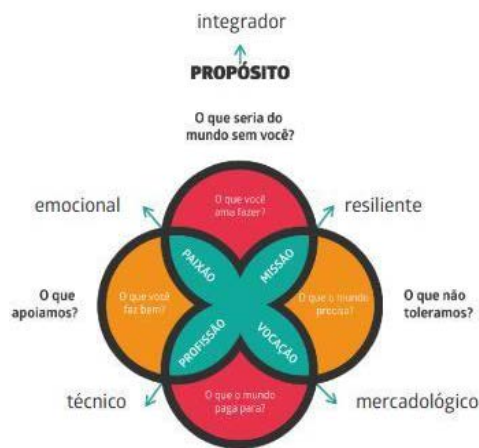 integrador
PROPÓSITO
O que seria do
mundo sem você?
emocional
resiliente
O que você
ama fazer?
PAIXÃO
MISSÃO
O que
apoiamos?
O que você
faz bem?
O que o mundo
precisa?
O que não
toleramos?
PROFISSÃO
VOCAÇÃO
técnico
O que o mundo
paga para?
mercadológico